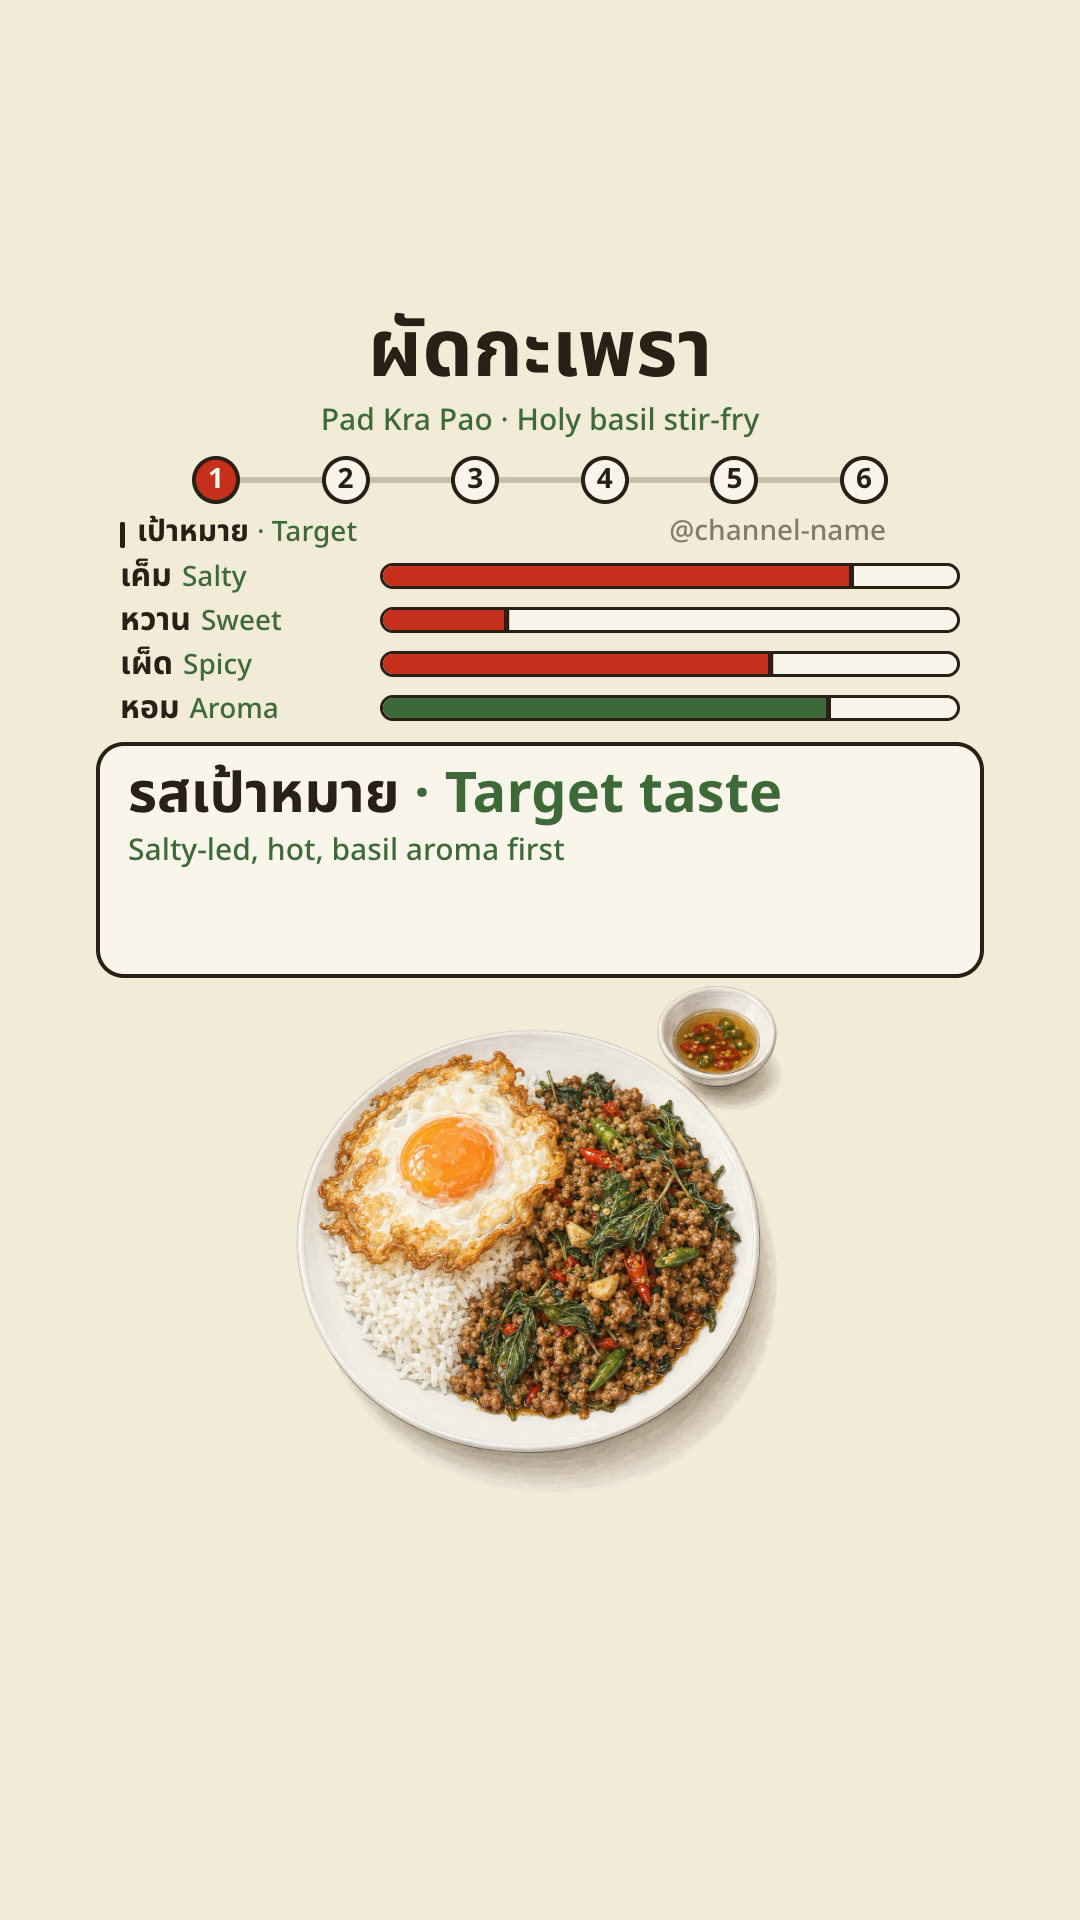 ผัดกะเพรา
Pad Kra Pao · Holy basil stir-fry
1 2 3 4 5 6
เป้าหมาย · Target @channel-name
เค็ม Salty
หวาน Sweet
เผ็ด Spicy
หอม Aroma
รสเป้าหมาย · Target taste
Salty-led, hot, basil aroma first